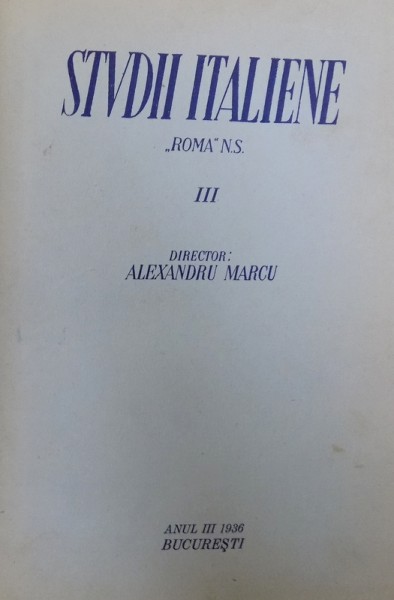 STVDII ITALIENE
„ROMA” N.S.
III
DIRECTOR:
ALEXANDRU MARCU
ANUL III 1936
BUCUREȘTI